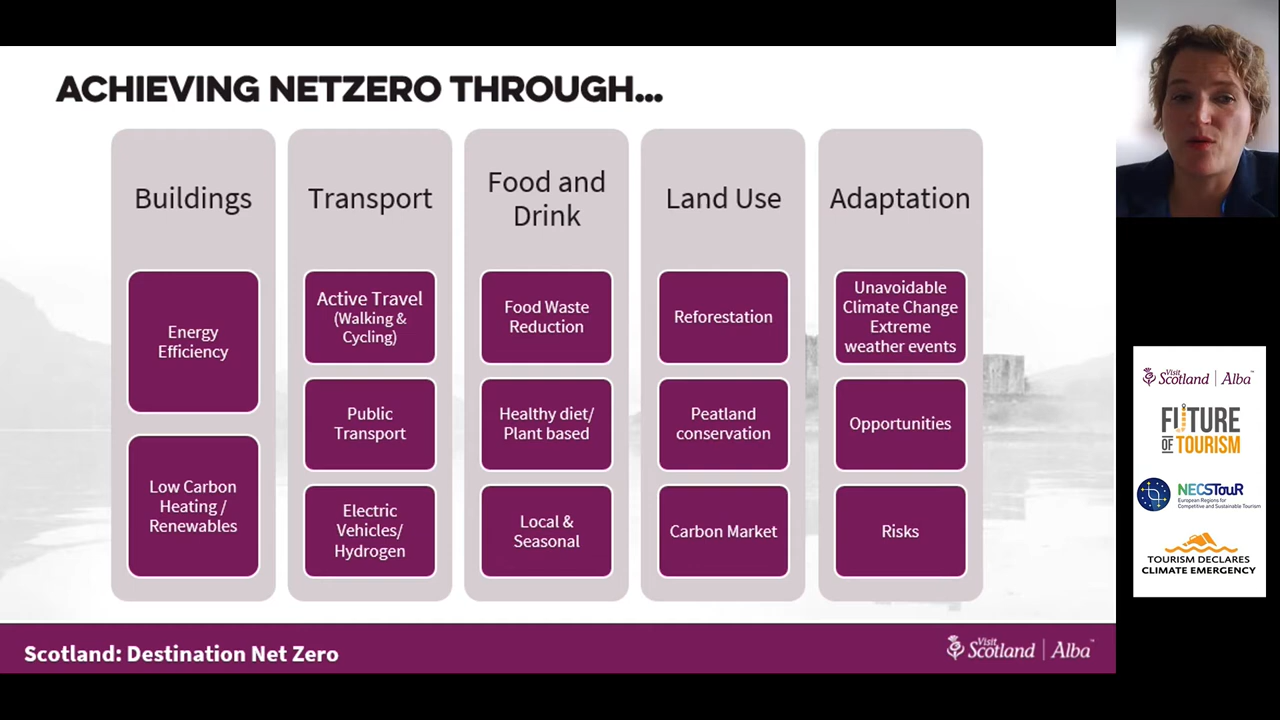 ACHIEVING NETZERO THROUGH...
Buildings
Energy
Efficiency
Low Carbon
Heating /
Renewables
Transport
Active Travel
(Walking &
Cycling)
Public
Transport
Electric
Vehicles/
Hydrogen
Food and
Drink
Food Waste
Reduction
Healthy diet/
Plant based
Local &
Seasonal
Land Use
Reforestation
Peatland
conservation
Carbon Market
Adaptation
Unavoidable
Climate Change
Extreme
weather events
Opportunities
Risks
Scotland: Destination Net Zero
Visit
Scotland | Alba™
Visit
Scotland | Alba™
FUTURE
OF TOURISM
NECSTouR
European Regions for
Competitive and Sustainable Tourism
TOURISM DECLARES
CLIMATE EMERGENCY